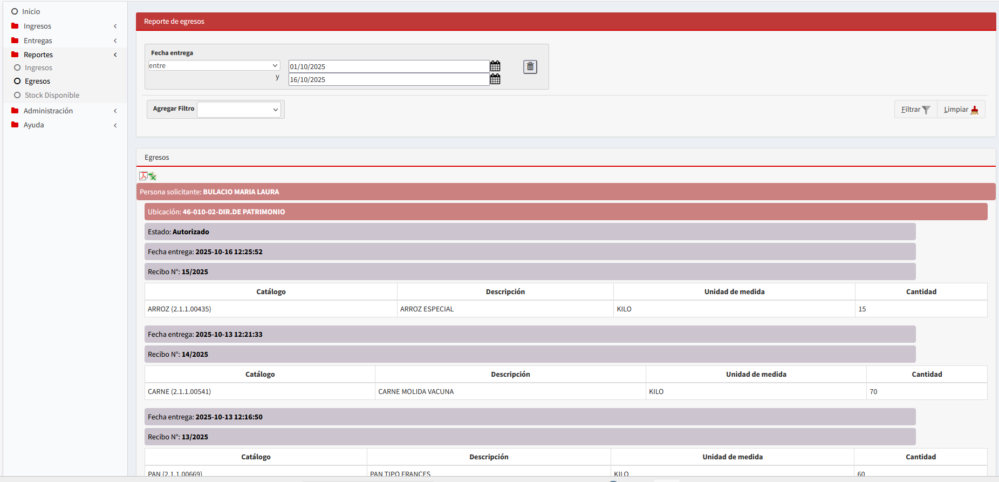 Inicio
Ingresos
Entregas
Reportes
Ingresos
Egresos
Stock Disponible
Administración
Ayuda
Reporte de egresos
Fecha entrega
entre
01/10/2025
y
16/10/2025
Agregar Filtro
Filtrar
Limpiar
Egresos
Persona solicitante: BULACIO MARIA LAURA
Ubicación: 46-010-02-DIR.DE PATRIMONIO
Estado: Autorizado
Fecha entrega: 2025-10-16 12:25:52
Recibo N°: 15/2025
Catálogo Descripción Unidad de medida Cantidad
ARROZ (2.1.1.00435) ARROZ ESPECIAL KILO 15
Fecha entrega: 2025-10-13 12:21:33
Recibo N°: 14/2025
Catálogo Descripción Unidad de medida Cantidad
CARNE (2.1.1.00541) CARNE MOLIDA VACUNA KILO 70
Fecha entrega: 2025-10-13 12:16:50
Recibo N°: 13/2025
Catálogo Descripción Unidad de medida Cantidad
PAN (2.1.1.00669) PAN TIPO FRANCES KILO 60